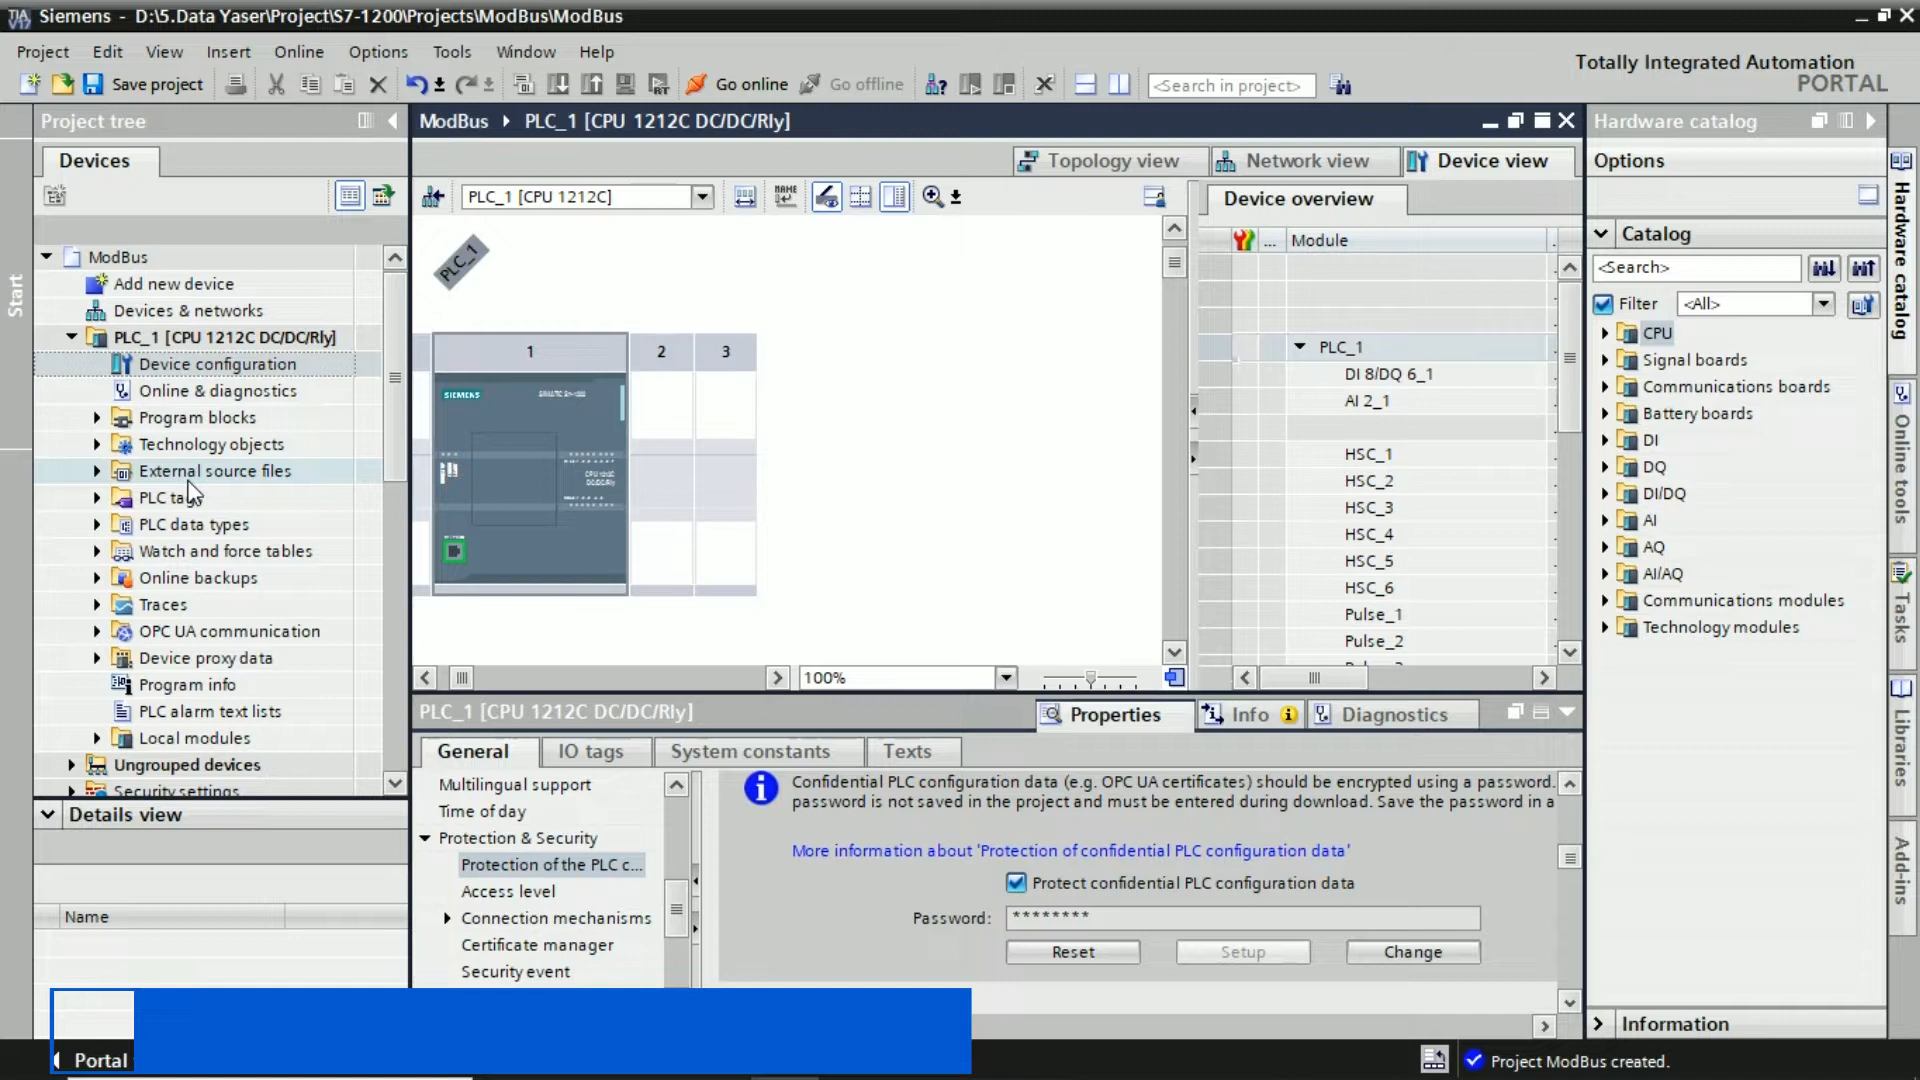 Siemens - D:\5.Data Yaser\Project\S7-1200\Projects\ModBus\ModBus
Project Edit View Insert Online Options Tools Window Help
Totally Integrated Automation
PORTAL
Save project
Go online
Go offline
<Search in project>
Project tree
ModBus
PLC_1 [CPU 1212C DC/DC/Rly]
Hardware catalog
Devices
Topology view
Network view
Device view
Options
Start
PLC_1 [CPU 1212C]
Device overview
... Module
Catalog
<Search>
Filter
<All>
ModBus
Add new device
Devices & networks
PLC_1 [CPU 1212C DC/DC/Rly]
Device configuration
Online & diagnostics
Program blocks
Technology objects
External source files
PLC tags
PLC data types
Watch and force tables
Online backups
Traces
OPC UA communication
Device proxy data
Program info
PLC alarm text lists
Local modules
Ungrouped devices
Security settings
PLC_1
1 2 3
SIEMENS
PLC_1
DI 8/DQ 6_1
AI 2_1
HSC_1
HSC_2
HSC_3
HSC_4
HSC_5
HSC_6
Pulse_1
Pulse_2
100%
CPU
Signal boards
Communications boards
Battery boards
DI
DQ
DI/DQ
AI
AQ
AI/AQ
Communications modules
Technology modules
Hardware catalog
Online tools
Tasks
Libraries
Add-ins
Details view
Name
PLC_1 [CPU 1212C DC/DC/Rly]
Properties
Info
Diagnostics
General
IO tags
System constants
Texts
Multilingual support
Time of day
Protection & Security
Protection of the PLC c...
Access level
Connection mechanisms
Certificate manager
Security event
Confidential PLC configuration data (e.g. OPC UA certificates) should be encrypted using a password.
password is not saved in the project and must be entered during download. Save the password in a
More information about 'Protection of confidential PLC configuration data'
Protect confidential PLC configuration data
Password:
********
Reset
Setup
Change
Information
Portal
Project ModBus created.